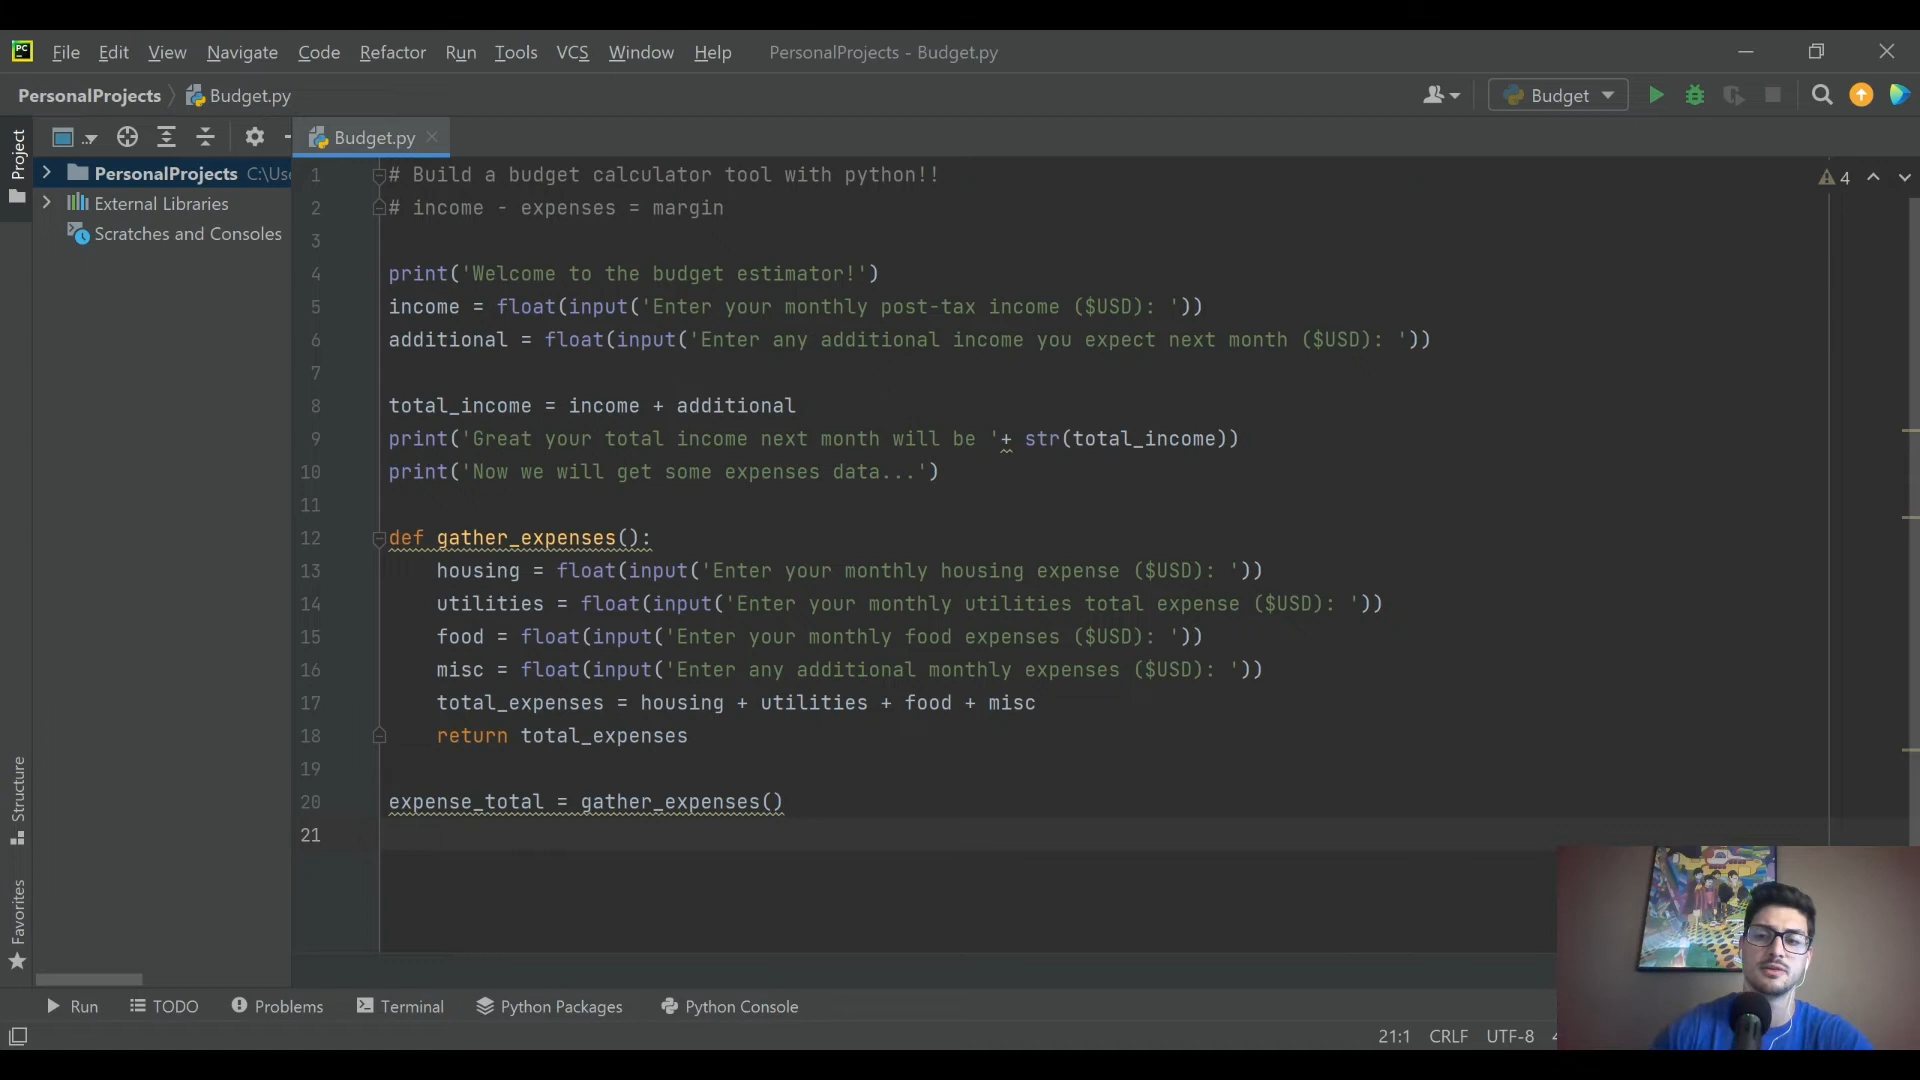 PC File Edit View Navigate Code Refactor Run Tools VCS Window Help PersonalProjects - Budget.py
PersonalProjects Budget.py Budget
Project
Budget.py
PersonalProjects C:\Use
External Libraries
Scratches and Consoles
4
1 # Build a budget calculator tool with python!!
2 # income - expenses = margin
3
4 print('Welcome to the budget estimator!')
5 income = float(input('Enter your monthly post-tax income ($USD): '))
6 additional = float(input('Enter any additional income you expect next month ($USD): '))
7
8 total_income = income + additional
9 print('Great your total income next month will be '+ str(total_income))
10 print('Now we will get some expenses data...')
11
12 def gather_expenses():
13 housing = float(input('Enter your monthly housing expense ($USD): '))
14 utilities = float(input('Enter your monthly utilities total expense ($USD): '))
15 food = float(input('Enter your monthly food expenses ($USD): '))
16 misc = float(input('Enter any additional monthly expenses ($USD): '))
17 total_expenses = housing + utilities + food + misc
18 return total_expenses
19
20 expense_total = gather_expenses()
21
Structure
Favorites
Run TODO Problems Terminal Python Packages Python Console
21:1 CRLF UTF-8